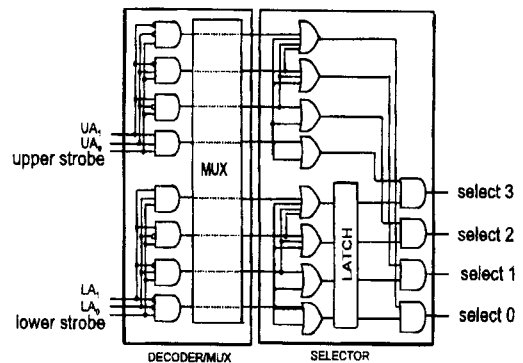 UA₁
UA₀
upper strobe
MUX
LATCH
select 3
select 2
select 1
select 0
LA₁
LA₀
lower strobe
DECODER/MUX
SELECTOR